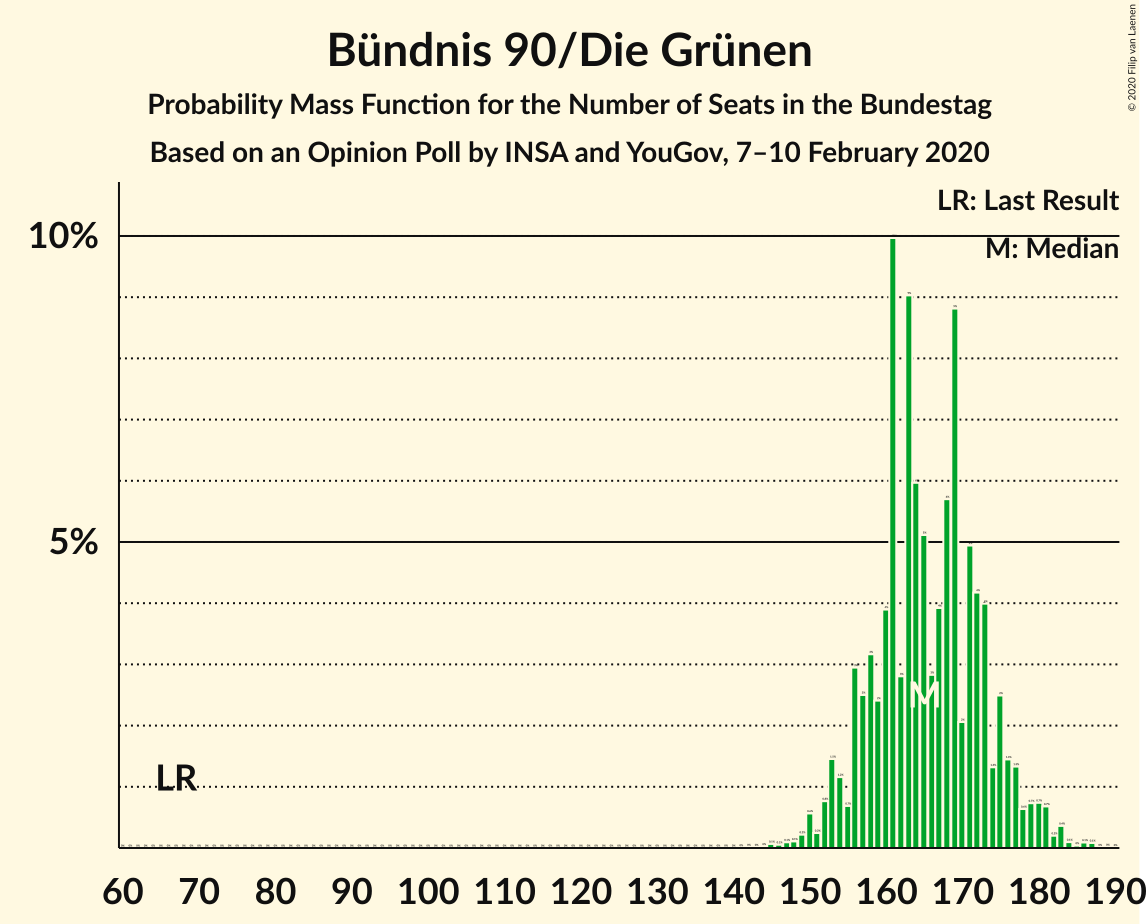 Bündnis 90/Die Grünen
Probability Mass Function for the Number of Seats in the Bundestag
Based on an Opinion Poll by INSA and YouGov, 7–10 February 2020
© 2020 Filip van Laenen
LR: Last Result
M: Median
10%
5%
LR
M
60 70 80 90 100 110 120 130 140 150 160 170 180 190